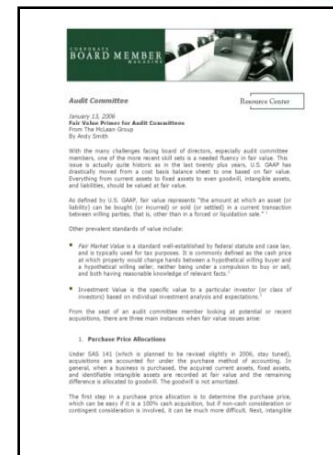 CORPORATE
BOARD MEMBER
MAGAZINE
Audit Committee
Resource Center
January 13, 2006
Fair Value Primer for Audit Committees
From The McLean Group
By Andy Smith
With the many challenges facing board of directors, especially audit committee
members, one of the more recent skill sets is a needed fluency in fair value. This
issue is actually quite historic as in the last twenty plus years, U.S. GAAP has
drastically moved from a cost basis balance sheet to one based on fair value.
Everything from current assets to fixed assets to even goodwill, intangible assets,
and liabilities, should be valued at fair value.
As defined by U.S. GAAP, fair value represents "the amount at which an asset (or
liability) can be bought (or incurred) or sold (or settled) in a current transaction
between willing parties, that is, other than in a forced or liquidation sale." ¹
Other prevalent standards of value include:
Fair Market Value is a standard well-established by federal statute and case law,
and is typically used for tax purposes. It is commonly defined as the cash price
at which property would change hands between a hypothetical willing buyer and
a hypothetical willing seller, neither being under a compulsion to buy or sell,
and both having reasonable knowledge of relevant facts.
Investment Value is the specific value to a particular investor (or class of
investors) based on individual investment analysis and expectations.
From the seat of an audit committee member looking at potential or recent
acquisitions, there are three main instances when fair value issues arise:
1. Purchase Price Allocations
Under SAS 141 (which is planned to be revised slightly in 2006, stay tuned),
acquisitions are accounted for under the purchase method of accounting. In
general, when a business is purchased, the acquired current assets, fixed assets,
and identifiable intangible assets are recorded at fair value and the remaining
difference is allocated to goodwill. The goodwill is not amortized.
The first step in a purchase price allocation is to determine the purchase price,
which can be easy if it is a 100% cash acquisition, but if non-cash consideration or
contingent consideration is involved, it can be much more difficult. Next, intangible